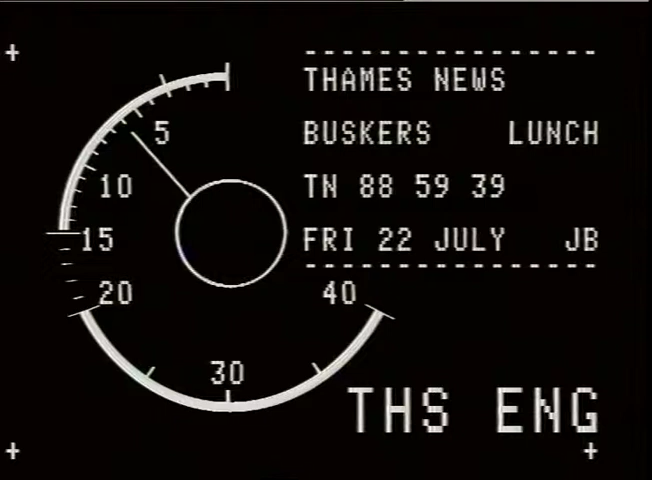 THAMES NEWS
BUSKERS LUNCH
TN 88 59 39
FRI 22 JULY JB
5
10
15
20
30
40
THS ENG